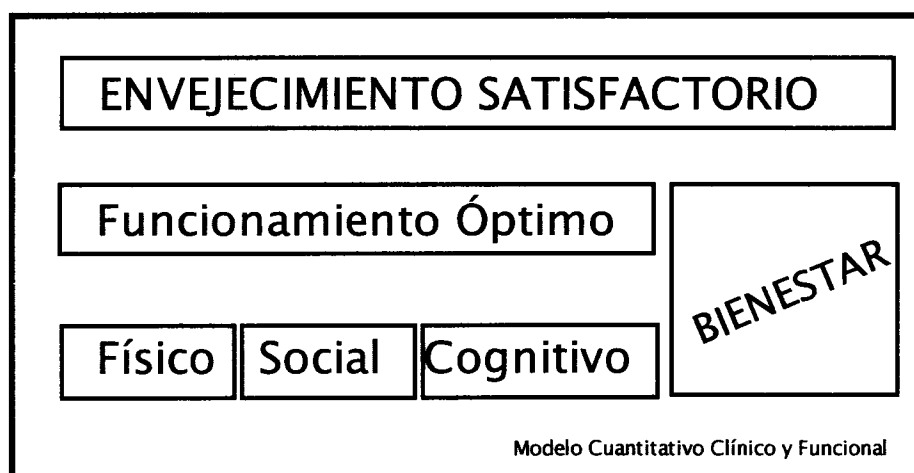 ENVEJECIMIENTO SATISFACTORIO
Funcionamiento Óptimo
BIENESTAR
Físico Social Cognitivo
Modelo Cuantitativo Clínico y Funcional